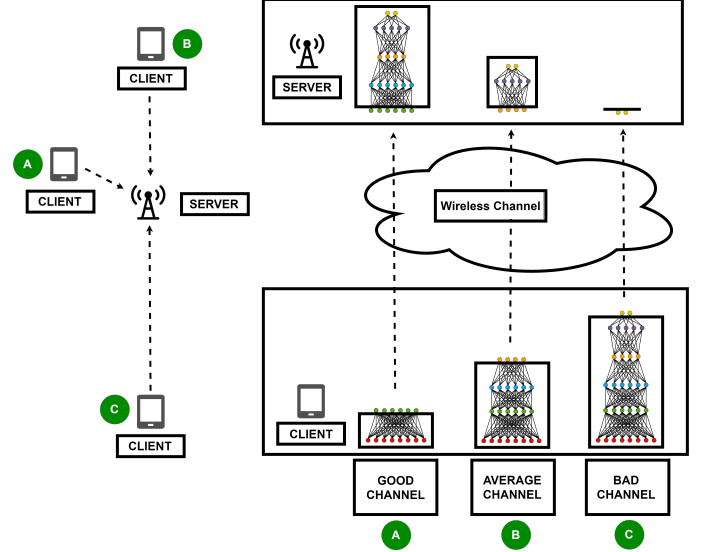 B
CLIENT
A
CLIENT
SERVER
C
CLIENT
SERVER
Wireless Channel
CLIENT
GOOD
CHANNEL
AVERAGE
CHANNEL
BAD
CHANNEL
A
B
C